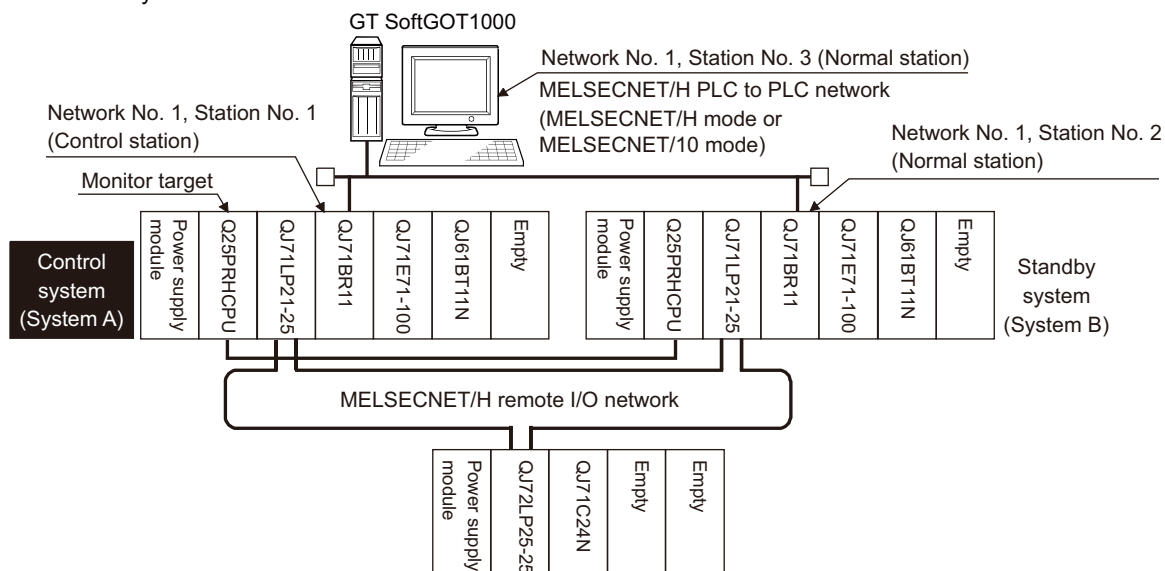 GT SoftGOT1000
Network No. 1, Station No. 3 (Normal station)
MELSECNET/H PLC to PLC network
(MELSECNET/H mode or
MELSECNET/10 mode)
Network No. 1, Station No. 1
(Control station)
Network No. 1, Station No. 2
(Normal station)
Monitor target
Control
system
(System A)
Power supply
module
Q25PRHCPU
QJ71LP21-25
QJ71BR11
QJ71E71-100
QJ61BT11N
Empty
Power supply
module
Q25PRHCPU
QJ71LP21-25
QJ71BR11
QJ71E71-100
QJ61BT11N
Empty
Standby
system
(System B)
MELSECNET/H remote I/O network
Power supply
module
QJ72LP25-25
QJ71C24N
Empty
Empty